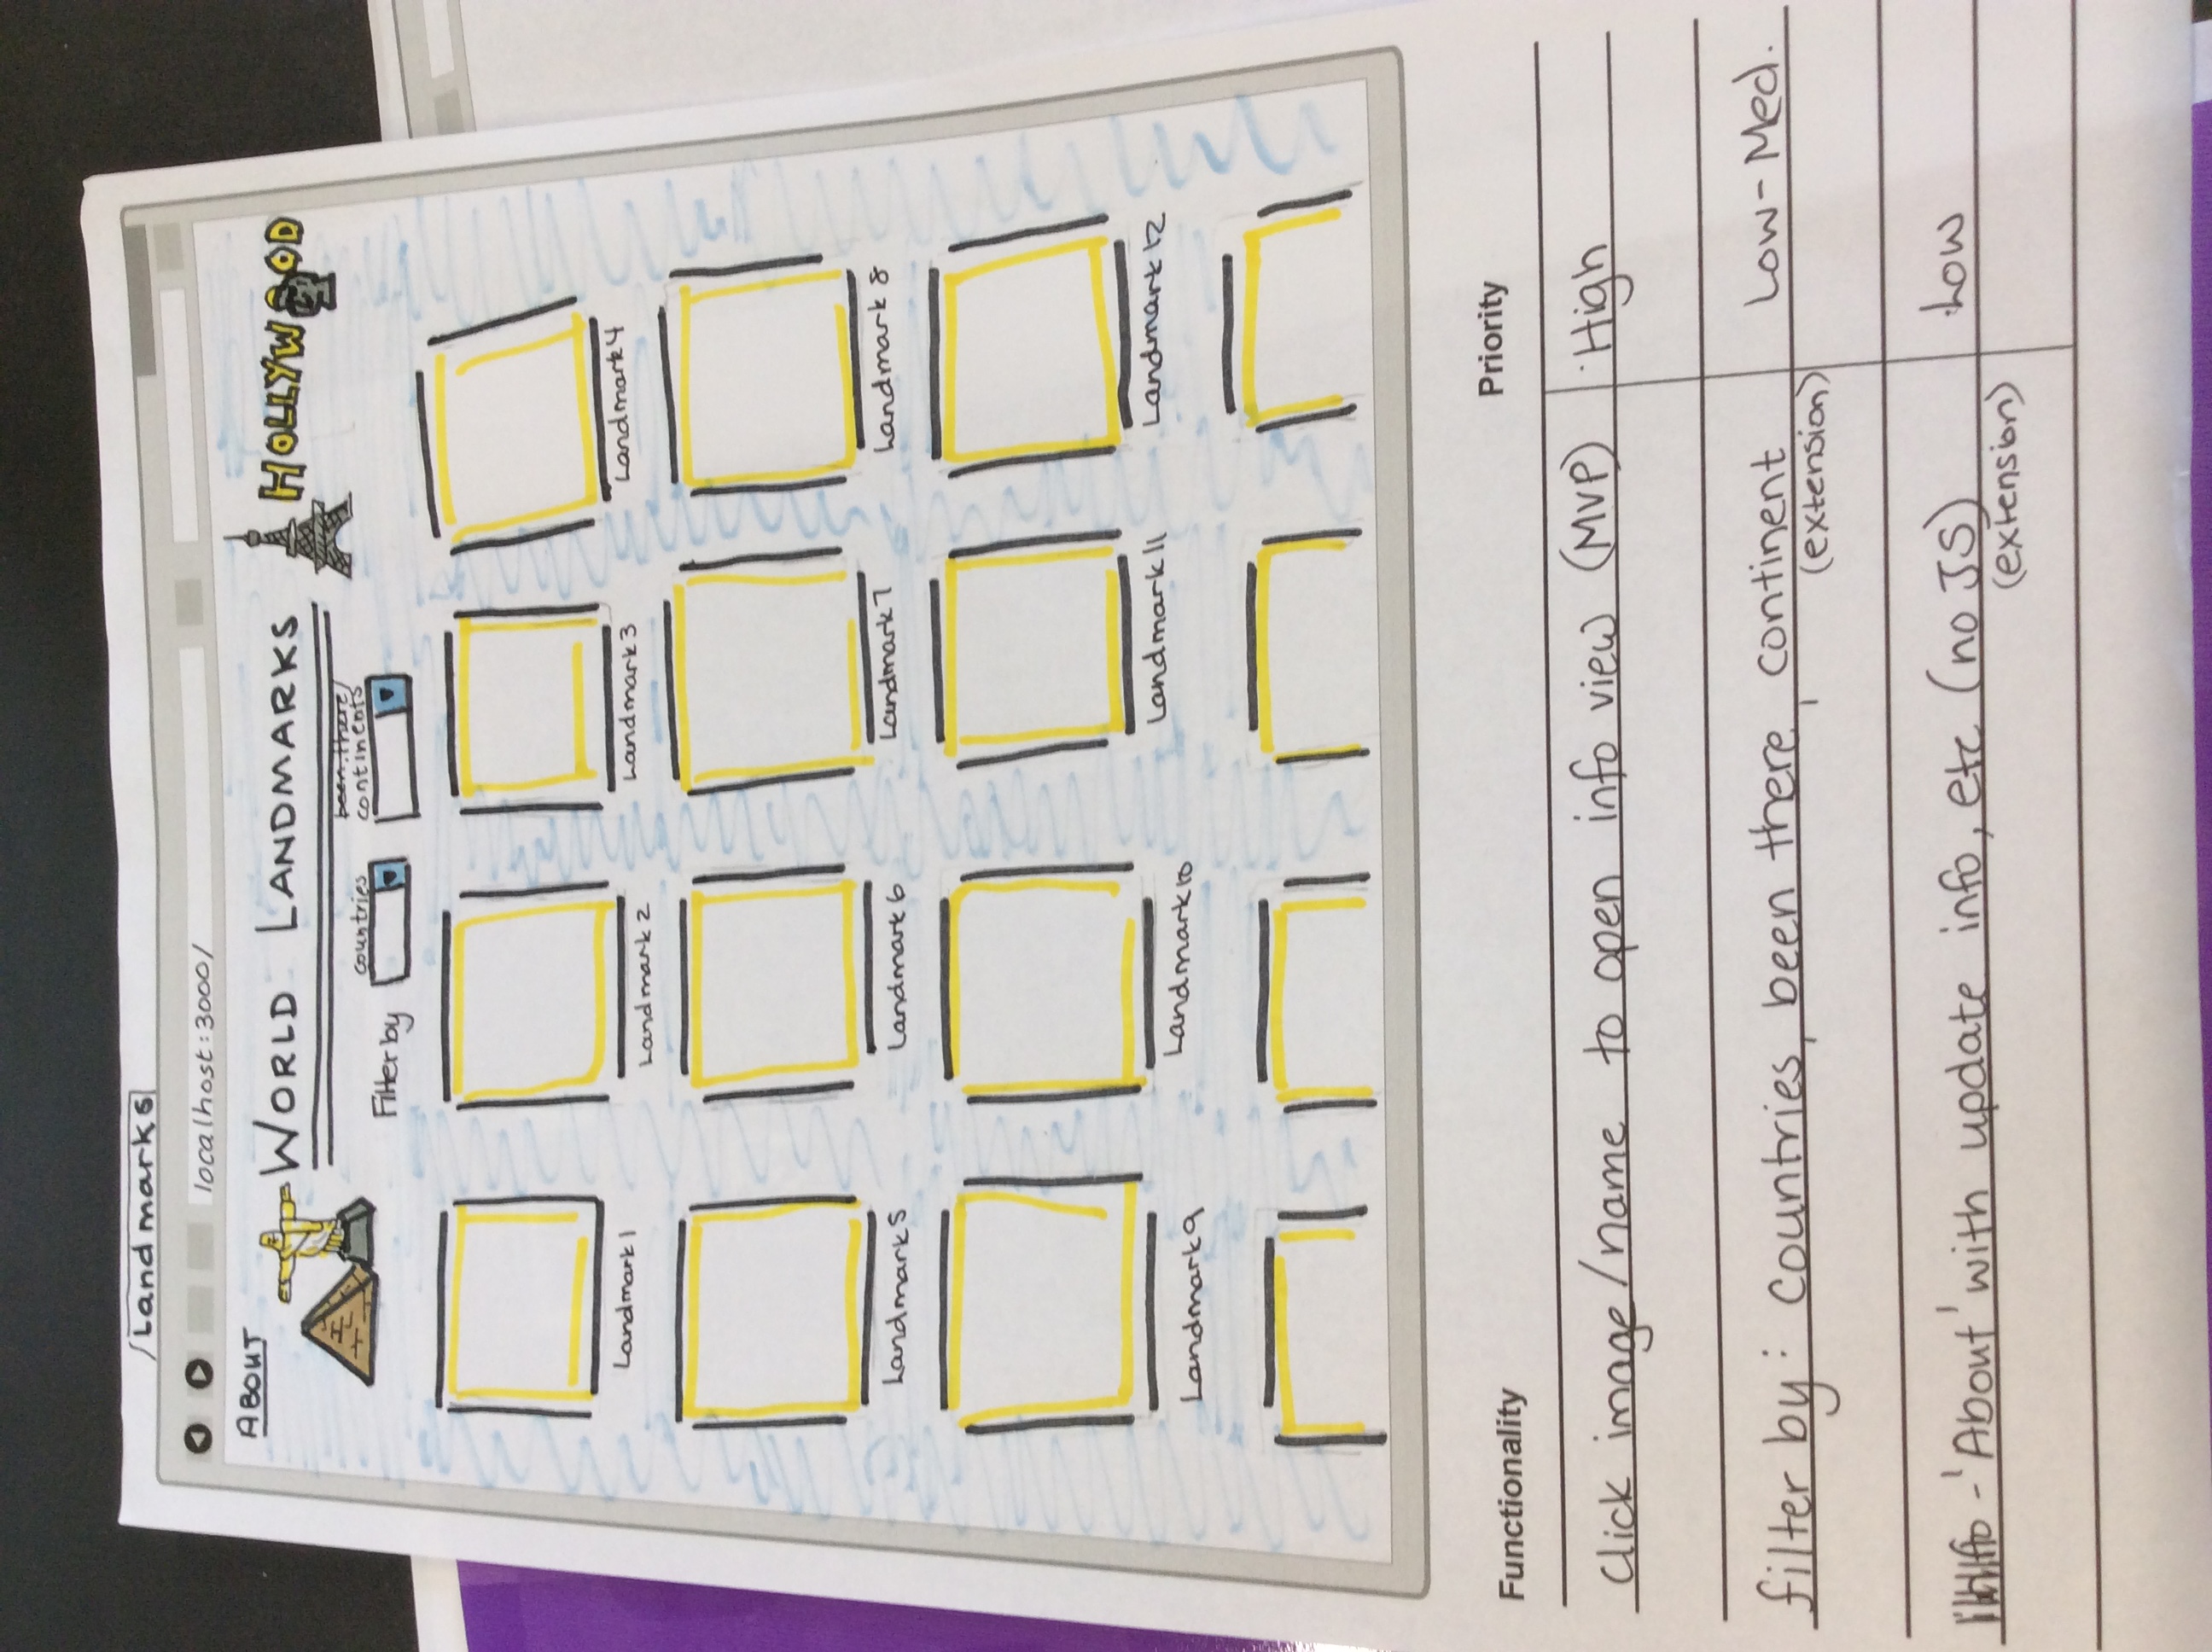 /Landmarks
localhost:3000/
ABOUT
WORLD LANDMARKS
HOLLYWOOD
been there/
countries continents
Filter by
Landmark 1 Landmark 2 Landmark 3 Landmark 4
Landmark 5 Landmark 6 Landmark 7 Landmark 8
Landmark 9 Landmark 10 Landmark 11 Landmark 12
Functionality Priority
Click image/name to open info view (MVP) High
filter by: countries, been there, continent Low-Med.
(extension)
- 'About' with update info, etc (no JS) Low
(extension)